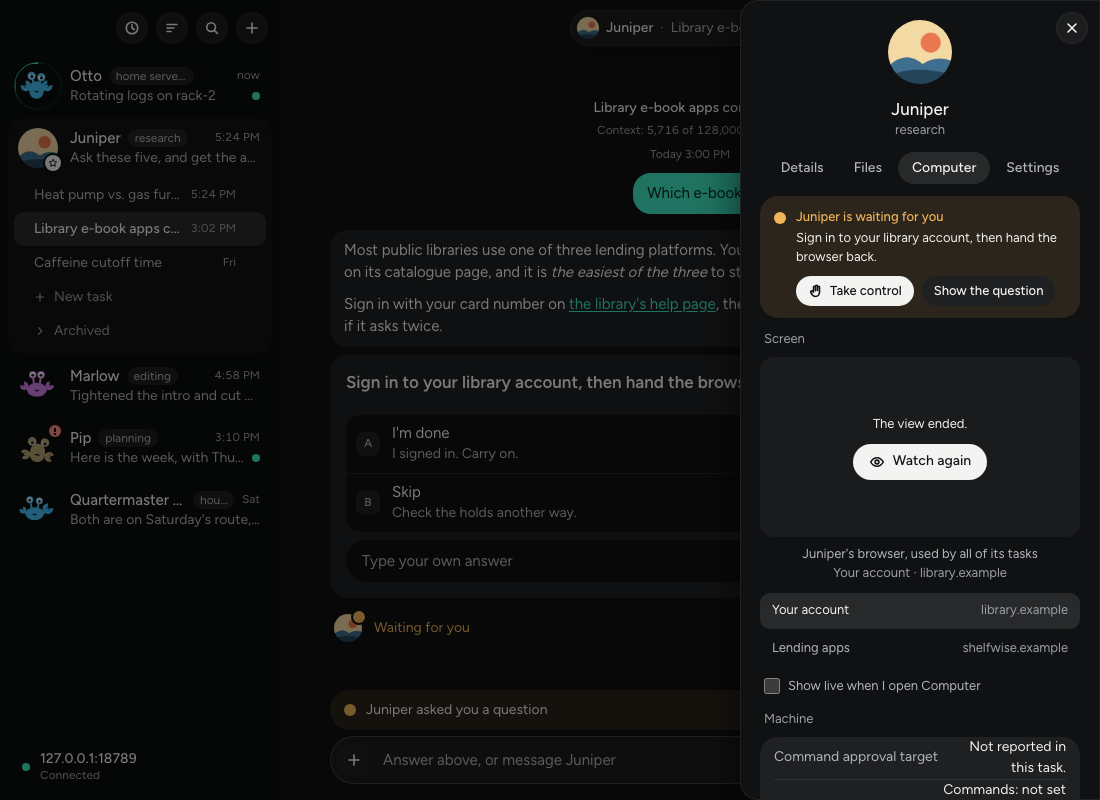 Otto home serve... now
Rotating logs on rack-2
Juniper research 5:24 PM
Ask these five, and get the a...
Heat pump vs. gas fur... 5:24 PM
Library e-book apps c... 3:02 PM
Caffeine cutoff time Fri
New task
Archived
Marlow editing 4:58 PM
Tightened the intro and cut ...
Pip planning 3:10 PM
Here is the week, with Thu...
Quartermaster ... hou... Sat
Both are on Saturday's route,...
127.0.0.1:18789
Connected
Juniper · Library e-b
Library e-book apps co
Context: 5,716 of 128,000
Today 3:00 PM
Which e-book
Most public libraries use one of three lending platforms. You
on its catalogue page, and it is the easiest of the three to st
Sign in with your card number on the library's help page, the
if it asks twice.
Sign in to your library account, then hand the brows
A I'm done
I signed in. Carry on.
B Skip
Check the holds another way.
Type your own answer
Waiting for you
Juniper asked you a question
Answer above, or message Juniper
Juniper
research
Details Files Computer Settings
Juniper is waiting for you
Sign in to your library account, then hand the
browser back.
Take control Show the question
Screen
The view ended.
Watch again
Juniper's browser, used by all of its tasks
Your account · library.example
Your account library.example
Lending apps shelfwise.example
Show live when I open Computer
Machine
Command approval target Not reported in
this task.
Commands: not set